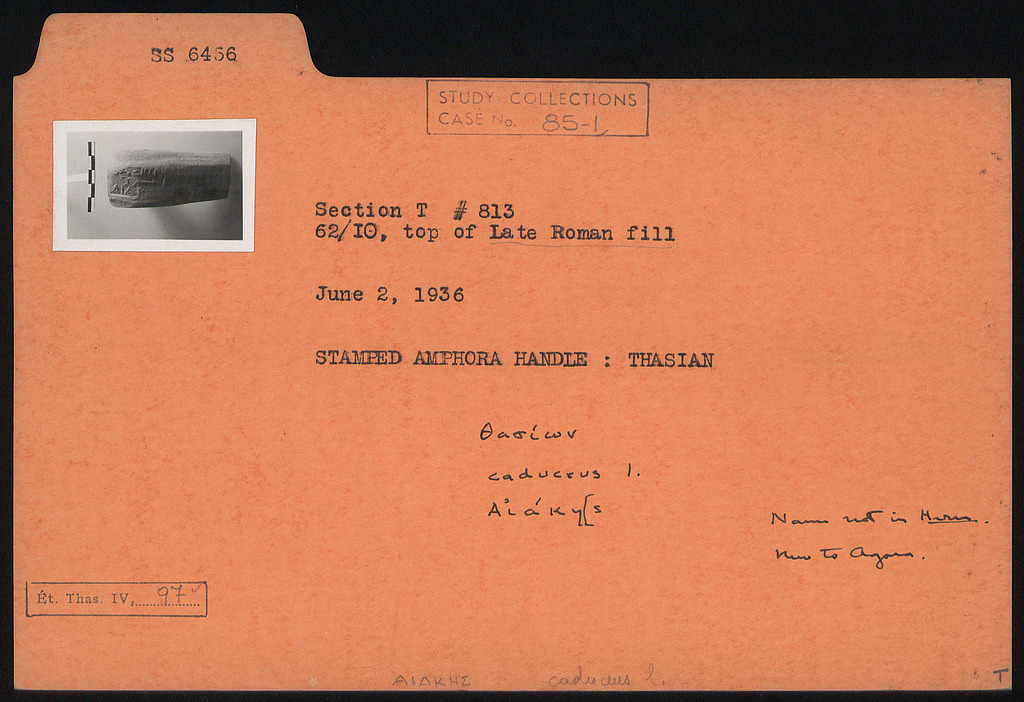 SS 6456
STUDY COLLECTIONS
CASE No. 85-1
Section T # 813
62/IO, top of Late Roman fill
June 2, 1936
STAMPED AMPHORA HANDLE : THASIAN
Θασίων
caduceus l.
Αἰάκη[ς
Name not in
New to Agora.
Ét. Thas. IV, 97
ΑΙΑΚΗΣ caduceus l.
T